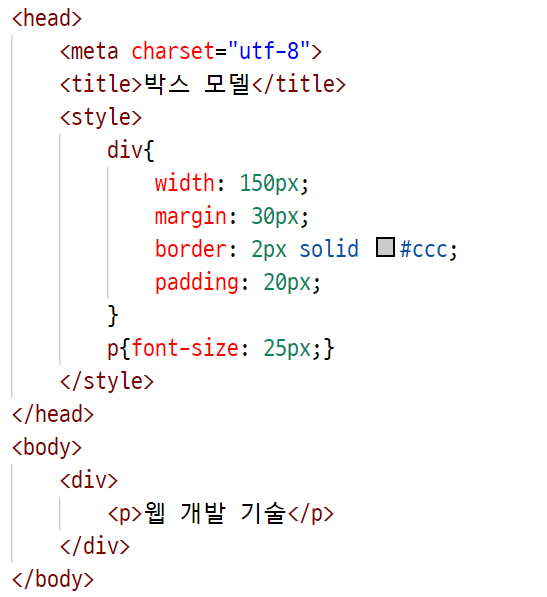 <head>
<meta charset="utf-8">
<title>박스 모델</title>
<style>
div{
width: 150px;
margin: 30px;
border: 2px solid #ccc;
padding: 20px;
}
p{font-size: 25px;}
</style>
</head>
<body>
<div>
<p>웹 개발 기술</p>
</div>
</body>